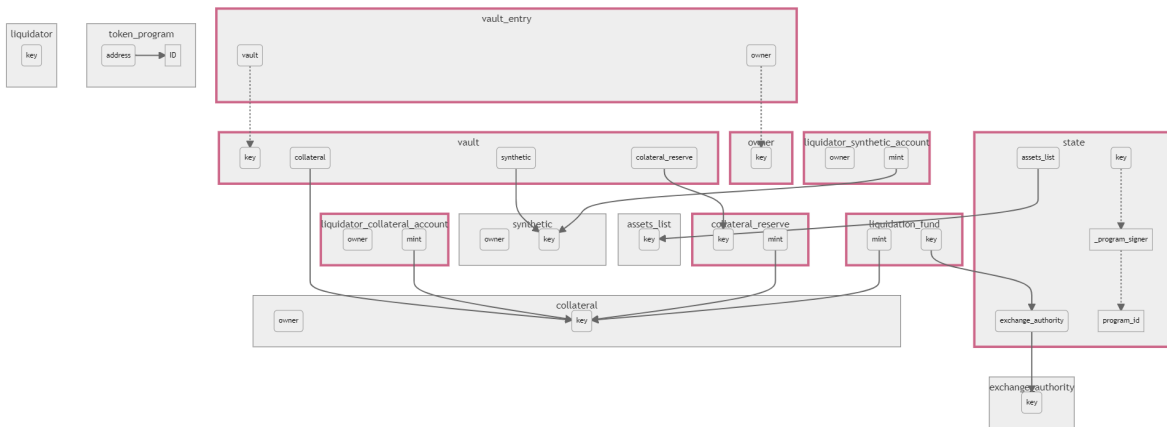 vault_entry
liquidator
token_program
key
address
ID
vault
owner
vault
owner
liquidator_synthetic_account
state
key
collateral
synthetic
colateral_reserve
key
owner
mint
assets_list
key
liquidator_collateral_account
synthetic
assets_list
collateral_reserve
liquidation_fund
owner
mint
owner
key
key
key
mint
mint
key
_program_signer
collateral
owner
key
exchange_authority
program_id
exchange_authority
key